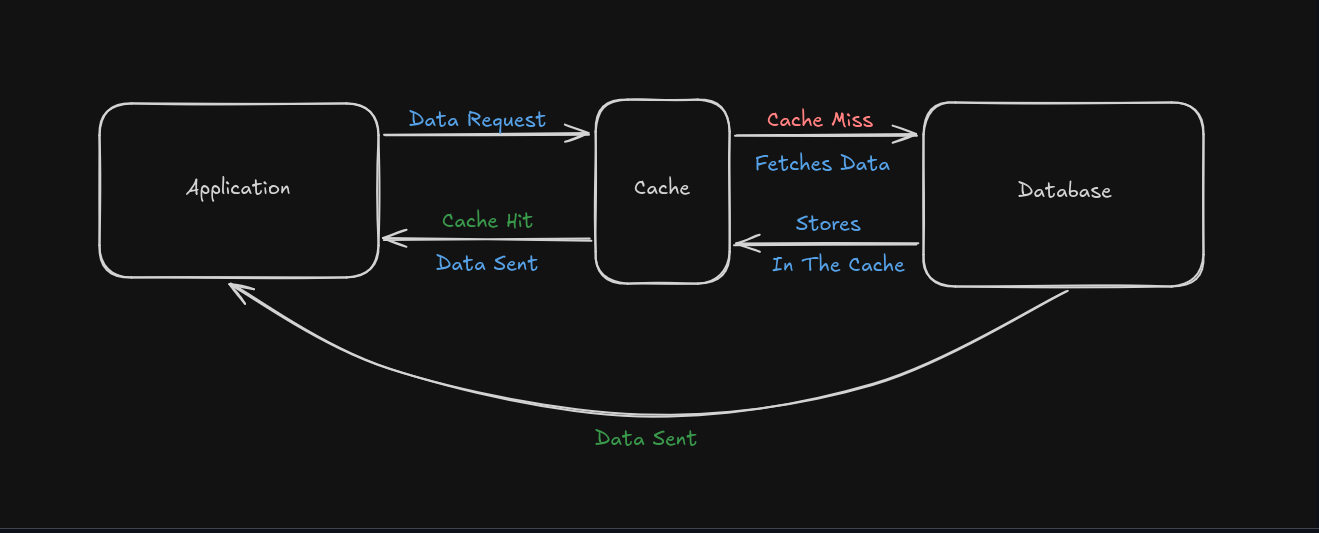 Data Request
Cache Miss
Fetches Data
Application
Cache
Database
Cache Hit
Stores
Data Sent
In The Cache
Data Sent